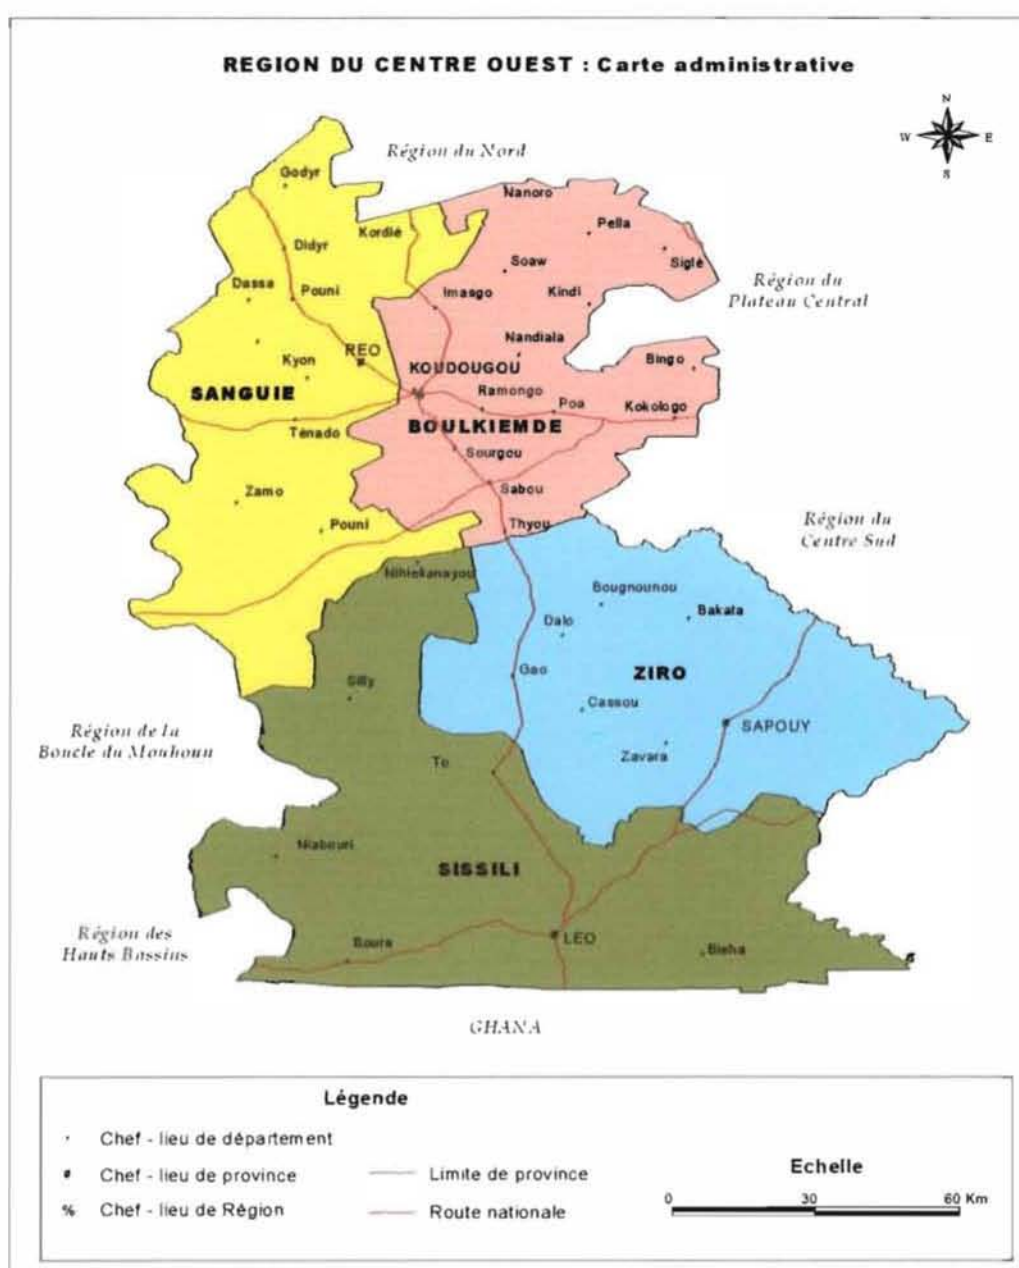 REGION DU CENTRE OUEST : Carte administrative
N
W E
S
Région du Nord
Godyr
Nanoro
Kordié
Pella
Didyr
Soaw
Siglé
Dassa
Pouni
Imasgo
Kindi
Région du
Plateau Central
Nandiala
REO
Bingo
Kyon
KOUDOUGOU
SANGUIE
Ramongo
Poa
Kokologo
BOULKIEMDE
Tenado
Sourgou
Zamo
Sabou
Pouni
Thyou
Région du
Centre Sud
Bougnounou
Bakata
Dalo
Gao
ZIRO
Silly
Cassou
SAPOUY
Région de la
Boucle du Mouhoun
To
Zavara
Niabouri
SISSILI
Région des
Hauts Bassins
Boura
LEO
Bieha
GHANA
Légende
Chef - lieu de département
Chef - lieu de province
Chef - lieu de Région
Limite de province
Route nationale
Echelle
0 30 60 Km